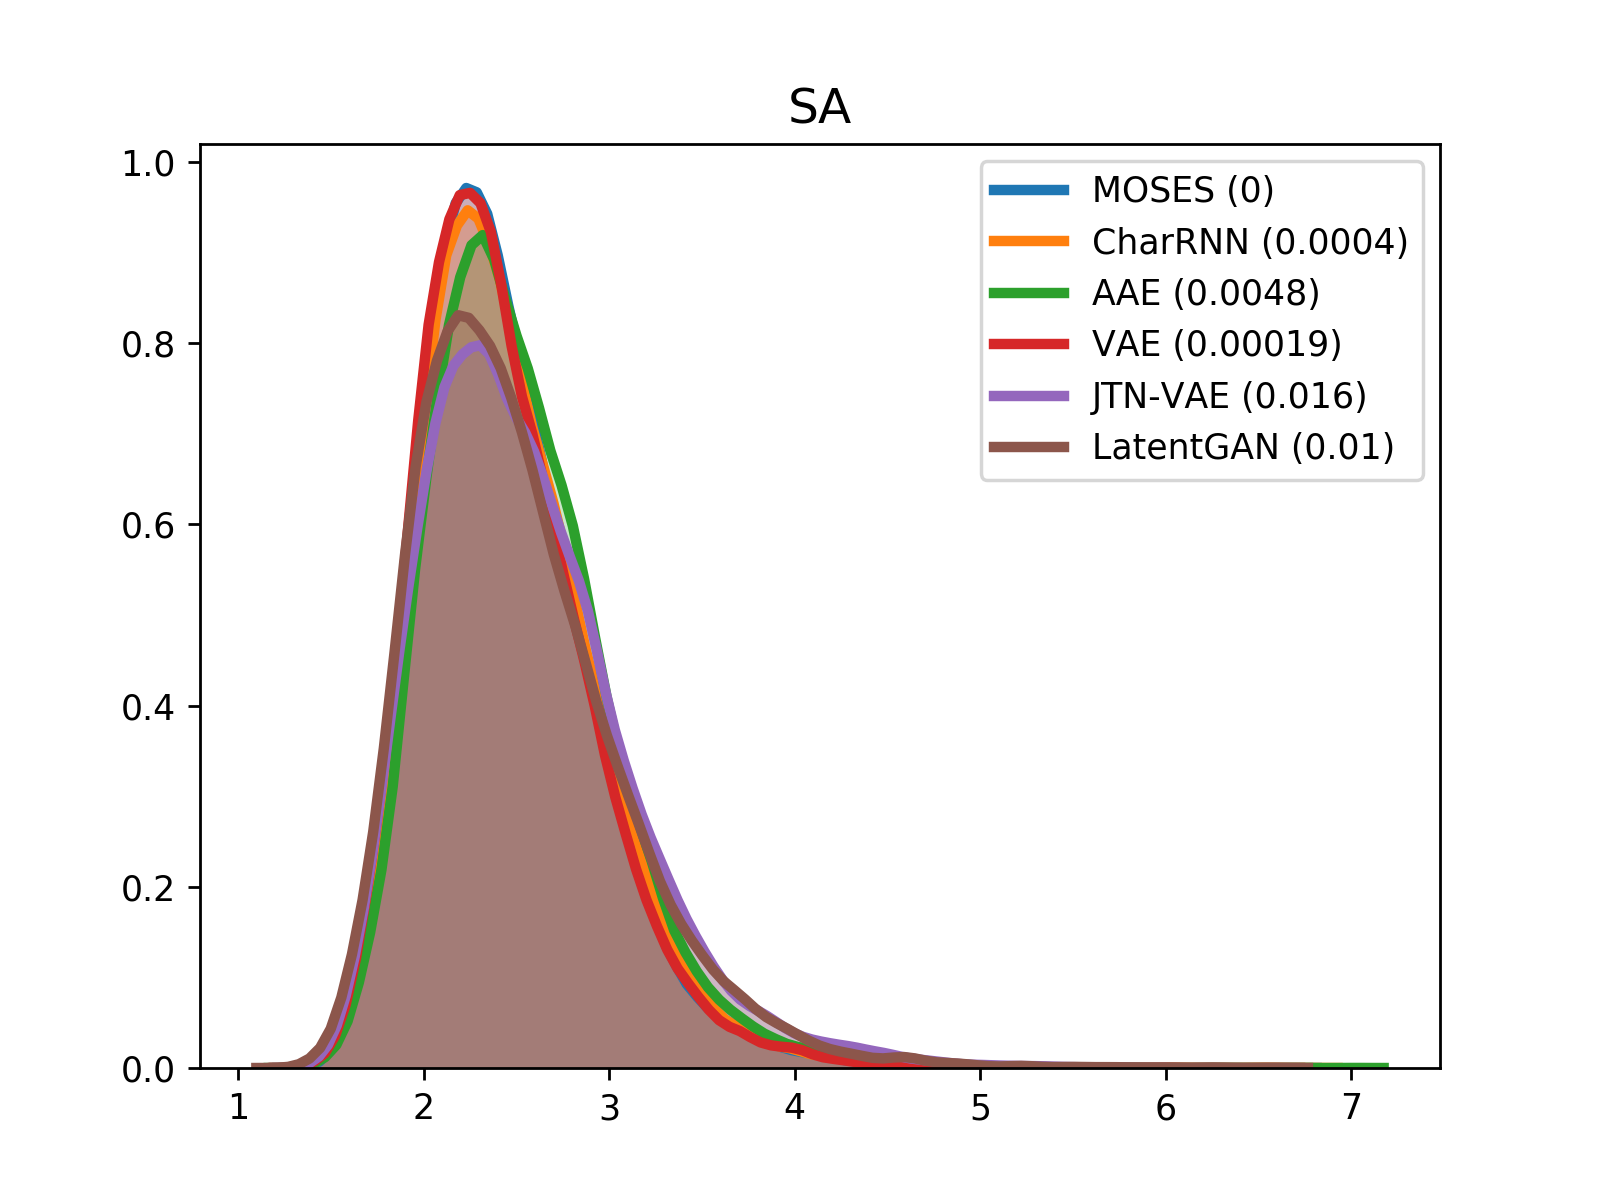 SA
1.0
0.8
0.6
0.4
0.2
0.0
1 2 3 4 5 6 7
MOSES (0)
CharRNN (0.0004)
AAE (0.0048)
VAE (0.00019)
JTN-VAE (0.016)
LatentGAN (0.01)